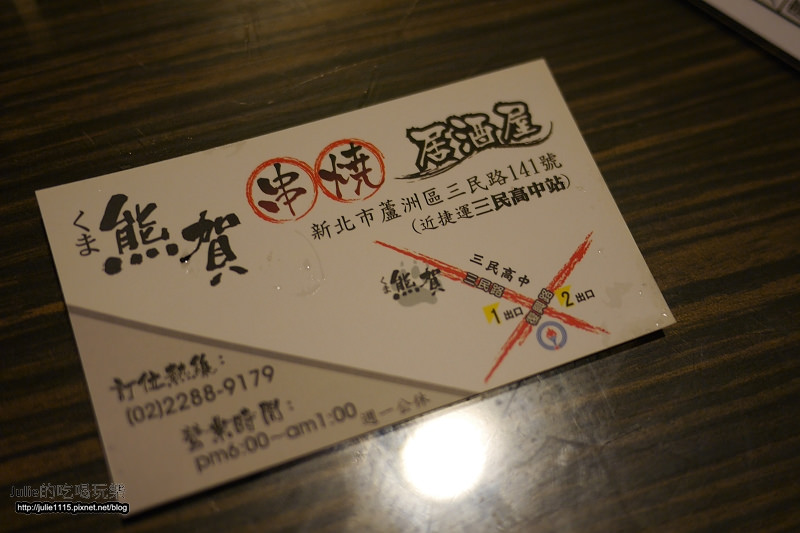 くま 熊賀 串燒 居酒屋
新北市蘆洲區三民路141號
(近捷運三民高中站)
くま熊賀
三民高中
三民路
1出口
2出口
訂位熱線：
(02)2288-9179
營業時間：
pm6:00~am1:00 週一公休
Julie的吃喝玩樂
http://julie1115.pixnet.net/blog